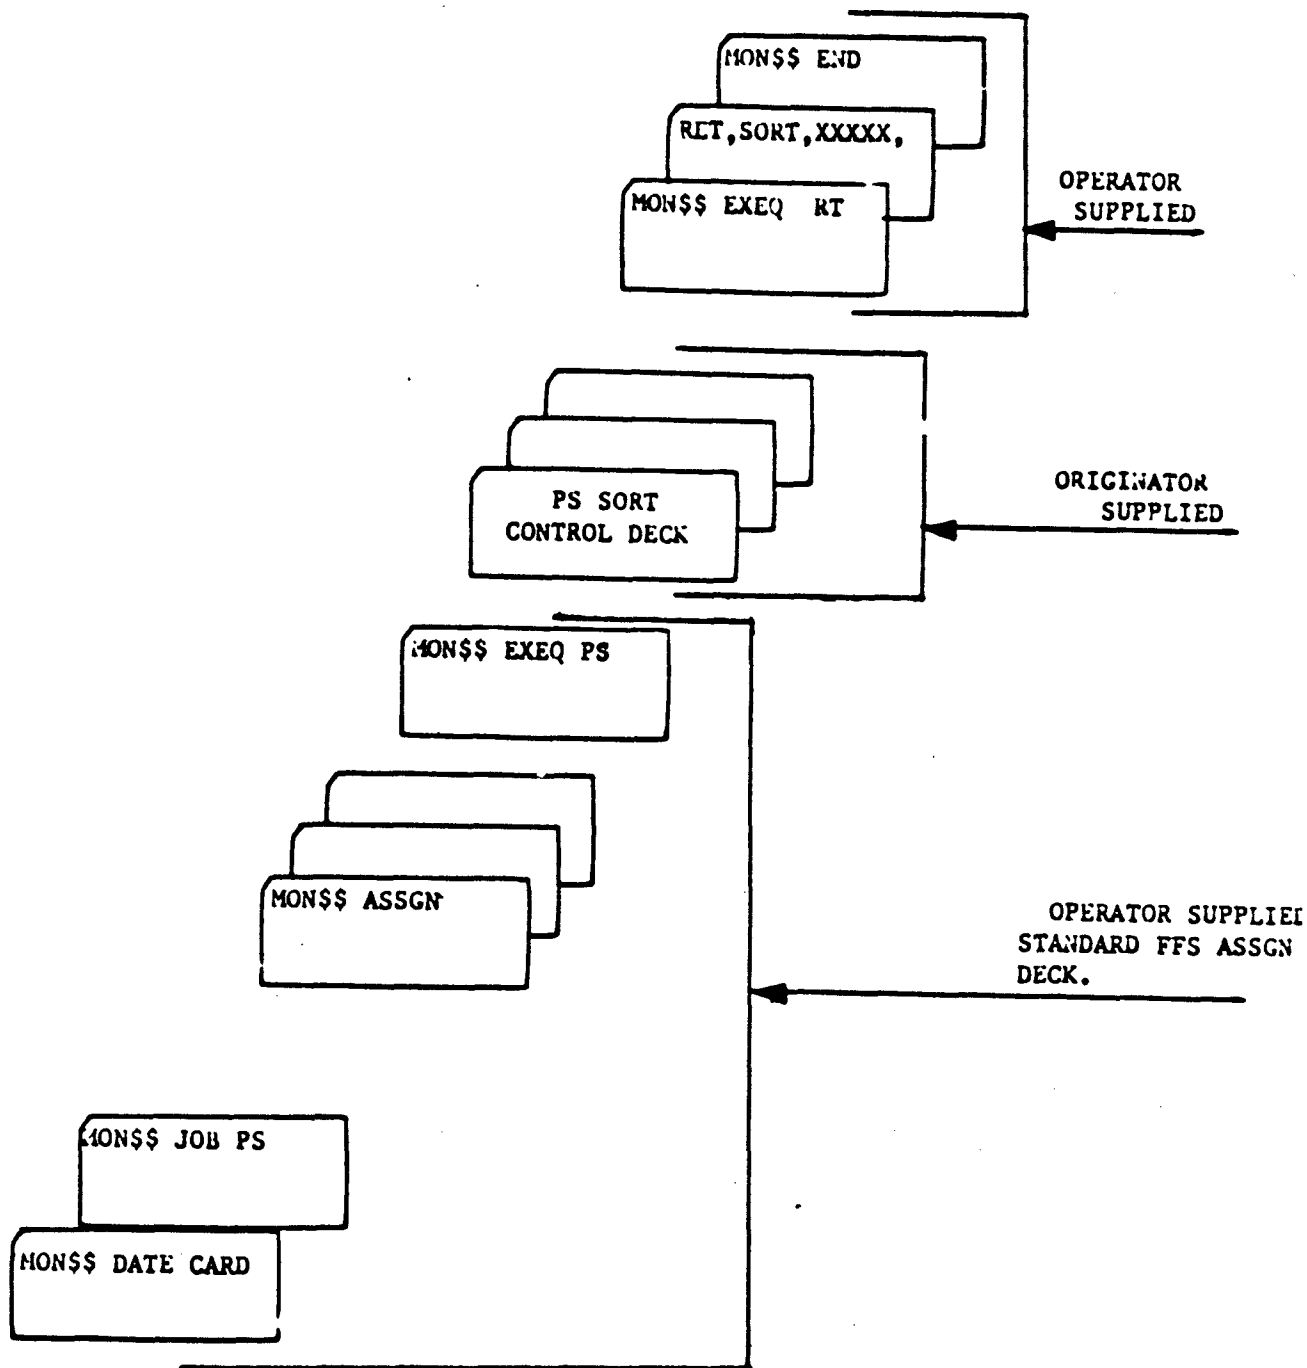 MON$$ END
RET,SORT,XXXXX,
MON$$ EXEQ RT
OPERATOR
SUPPLIED
PS SORT
CONTROL DECK
ORIGINATOR
SUPPLIED
MON$$ EXEQ PS
MON$$ ASSGN
OPERATOR SUPPLIED
STANDARD FFS ASSGN
DECK.
MON$$ JOB PS
MON$$ DATE CARD